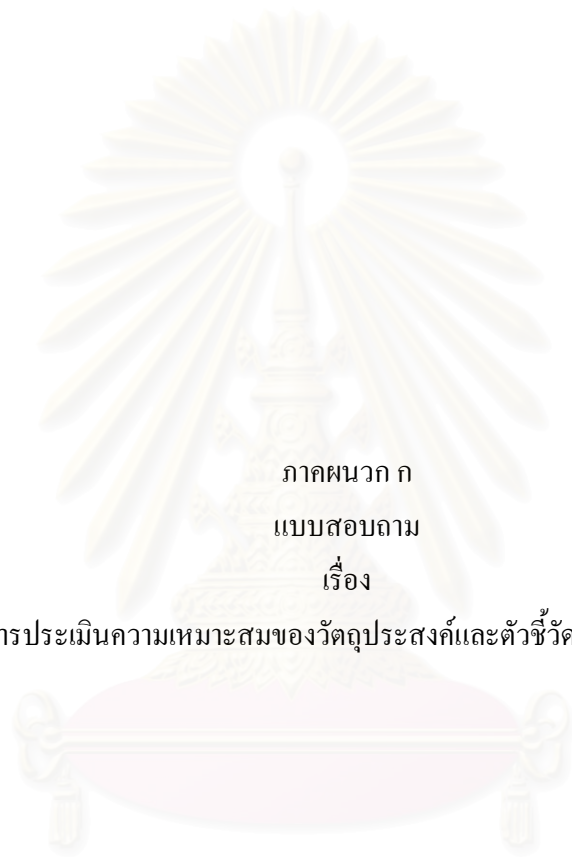 ภาคผนวก ก
แบบสอบถาม
เรื่อง
ารประเมินความเหมาะสมของวัตถุประสงค์และตัวชี้วัด